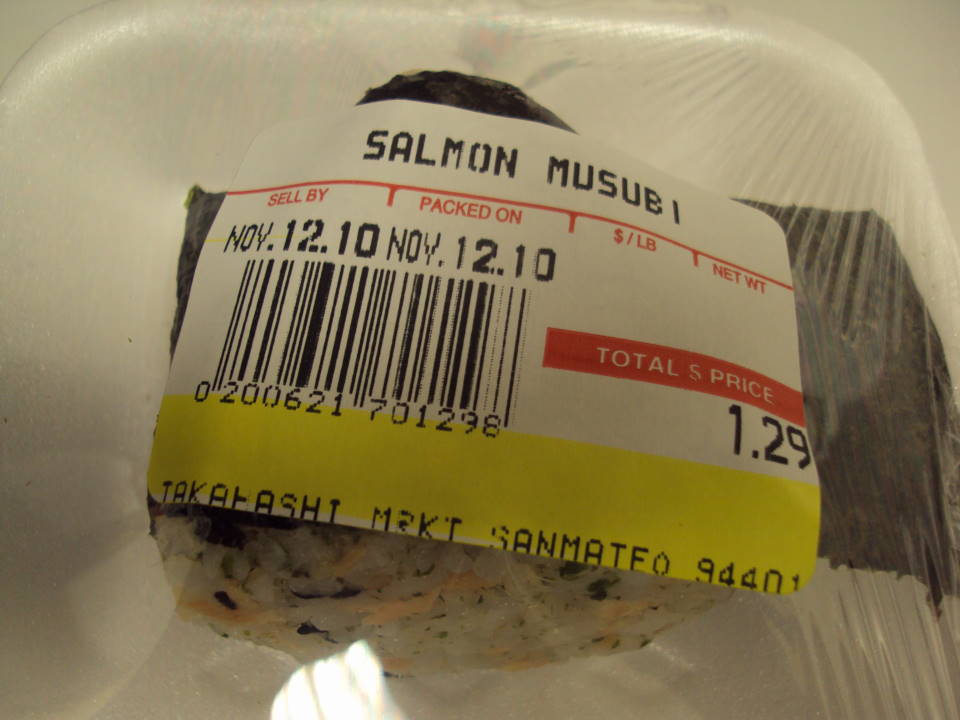 SALMON MUSUBI
SELL BY PACKED ON $/LB NET WT
NOV.12.10 NOV.12.10
TOTAL $ PRICE
1.29
0 200621 701298
TAKAHASHI MRKT SANMATEO 94401